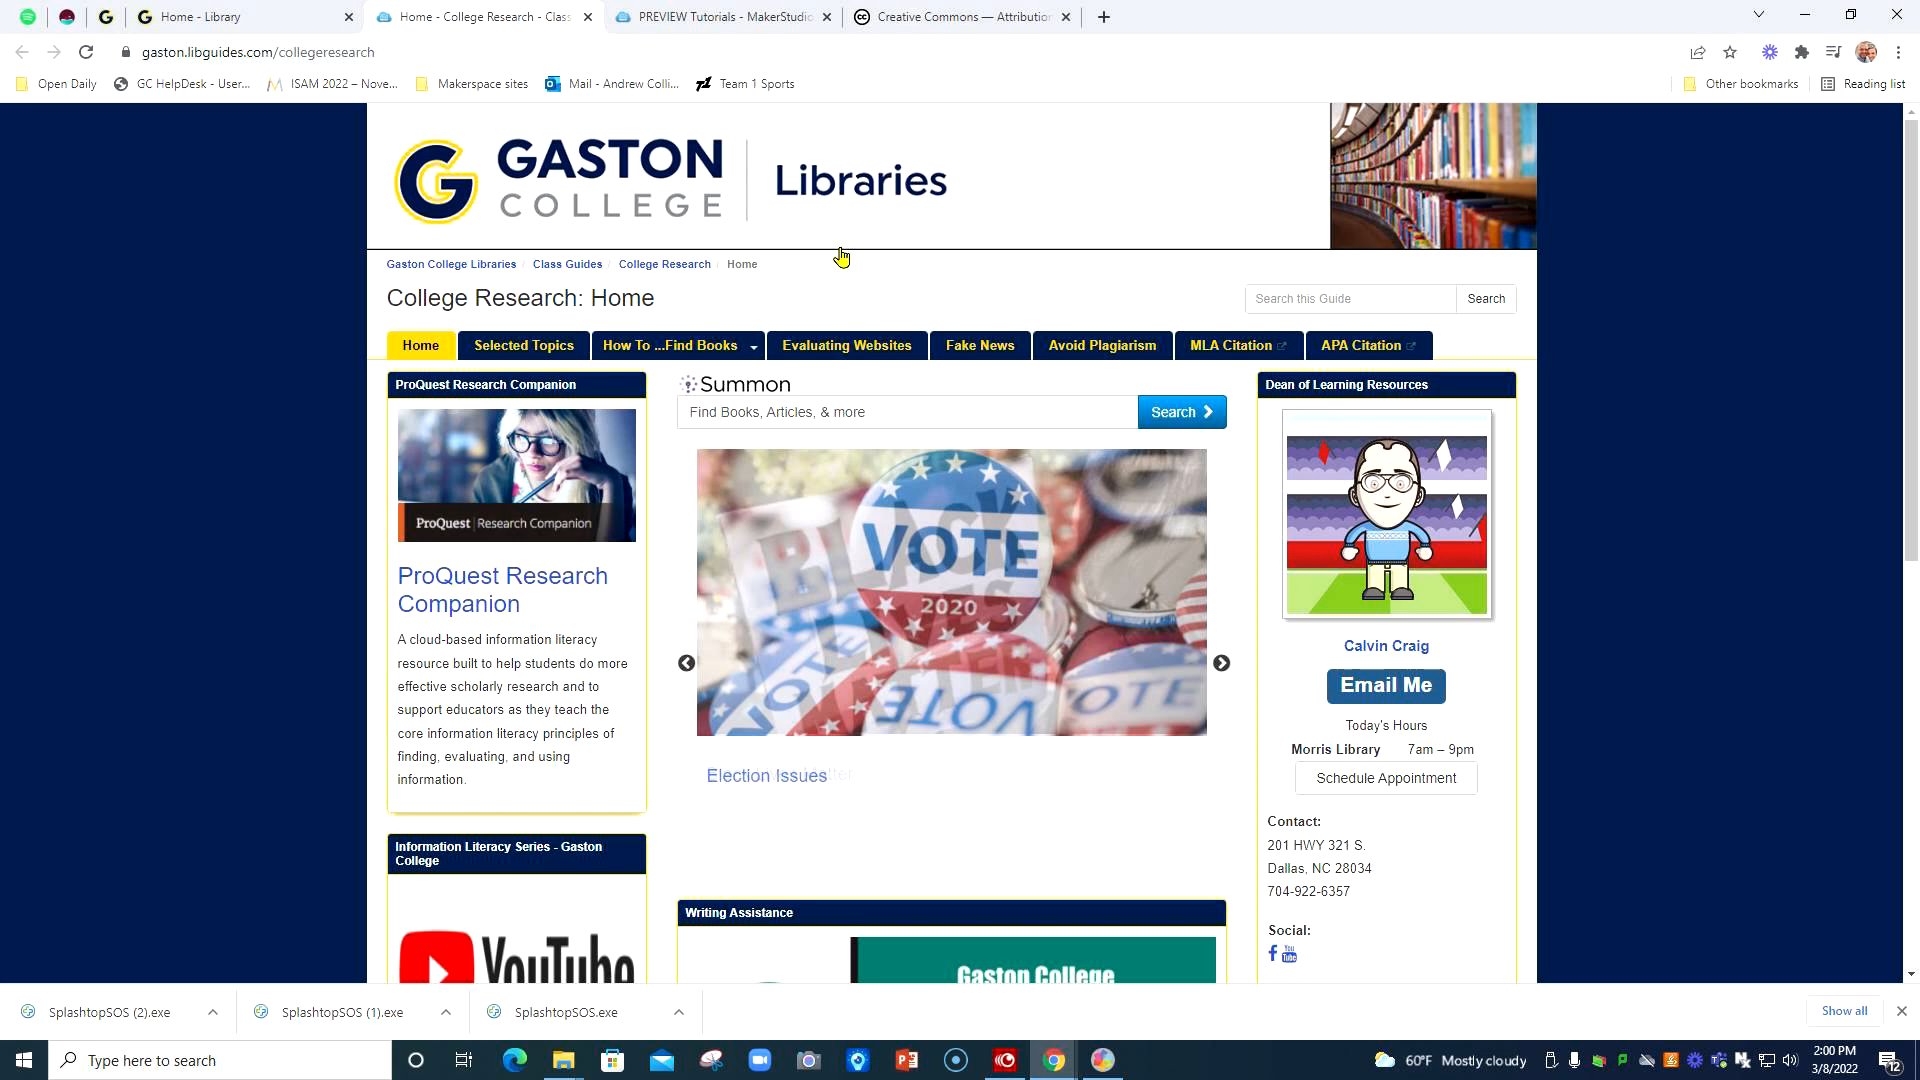 Home - Library
Home - College Research - Class
PREVIEW Tutorials - MakerStudio
Creative Commons — Attribution
gaston.libguides.com/collegeresearch
Open Daily
GC HelpDesk - User...
ISAM 2022 – Nove...
Makerspace sites
Mail - Andrew Colli...
Team 1 Sports
Other bookmarks
Reading list
GASTON
COLLEGE
Libraries
Gaston College Libraries / Class Guides / College Research / Home
College Research: Home
Search this Guide
Search
Home
Selected Topics
How To ...Find Books
Evaluating Websites
Fake News
Avoid Plagiarism
MLA Citation
APA Citation
ProQuest Research Companion
ProQuest | Research Companion
ProQuest Research
Companion
A cloud-based information literacy
resource built to help students do more
effective scholarly research and to
support educators as they teach the
core information literacy principles of
finding, evaluating, and using
information.
Information Literacy Series - Gaston
College
YouTube
Summon
Find Books, Articles, & more
Search
VOTE
2020
VOTE
VOTE
VOTE
Election Issues
Writing Assistance
Gaston College
Dean of Learning Resources
Calvin Craig
Email Me
Today's Hours
Morris Library 7am – 9pm
Schedule Appointment
Contact:
201 HWY 321 S.
Dallas, NC 28034
704-922-6357
Social:
You
Tube
SplashtopSOS (2).exe
SplashtopSOS (1).exe
SplashtopSOS.exe
Show all
Type here to search
60°F Mostly cloudy
2:00 PM
3/8/2022
12